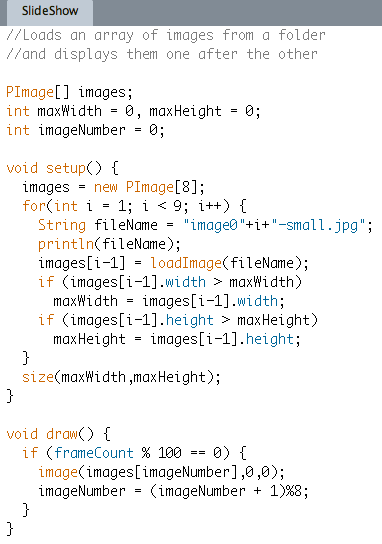 SlideShow
//Loads an array of images from a folder
//and displays them one after the other
PImage[] images;
int maxWidth = 0, maxHeight = 0;
int imageNumber = 0;
void setup() {
  images = new PImage[8];
  for(int i = 1; i < 9; i++) {
    String fileName = "image0"+i+"-small.jpg";
    println(fileName);
    images[i-1] = loadImage(fileName);
    if (images[i-1].width > maxWidth)
      maxWidth = images[i-1].width;
    if (images[i-1].height > maxHeight)
      maxHeight = images[i-1].height;
  }
  size(maxWidth,maxHeight);
}
void draw() {
  if (frameCount % 100 == 0) {
    image(images[imageNumber],0,0);
    imageNumber = (imageNumber + 1)%8;
  }
}